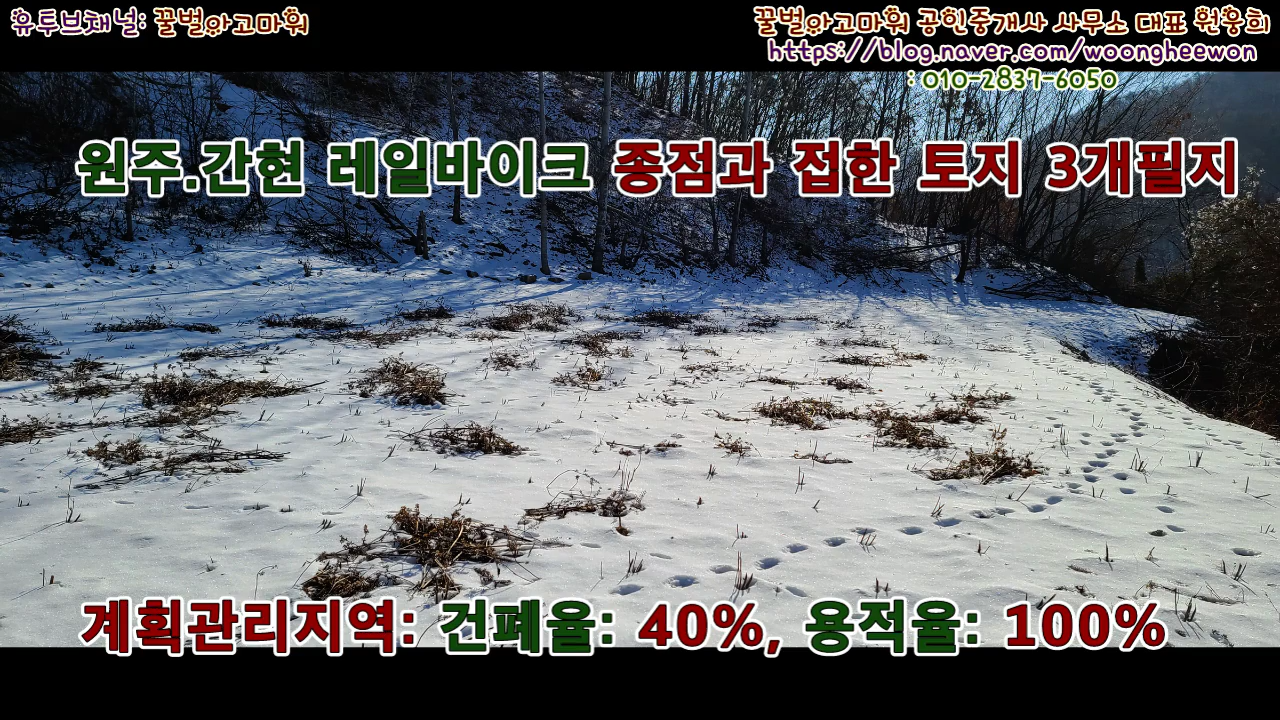 유투브채널: 꿀벌아고마워
꿀벌아고마워 공인중개사 사무소 대표 원웅희
https://blog.naver.com/woongheewon
: 010-2837-6050
원주.간현 레일바이크 종점과 접한 토지 3개필지
계획관리지역: 건폐율: 40%, 용적율: 100%